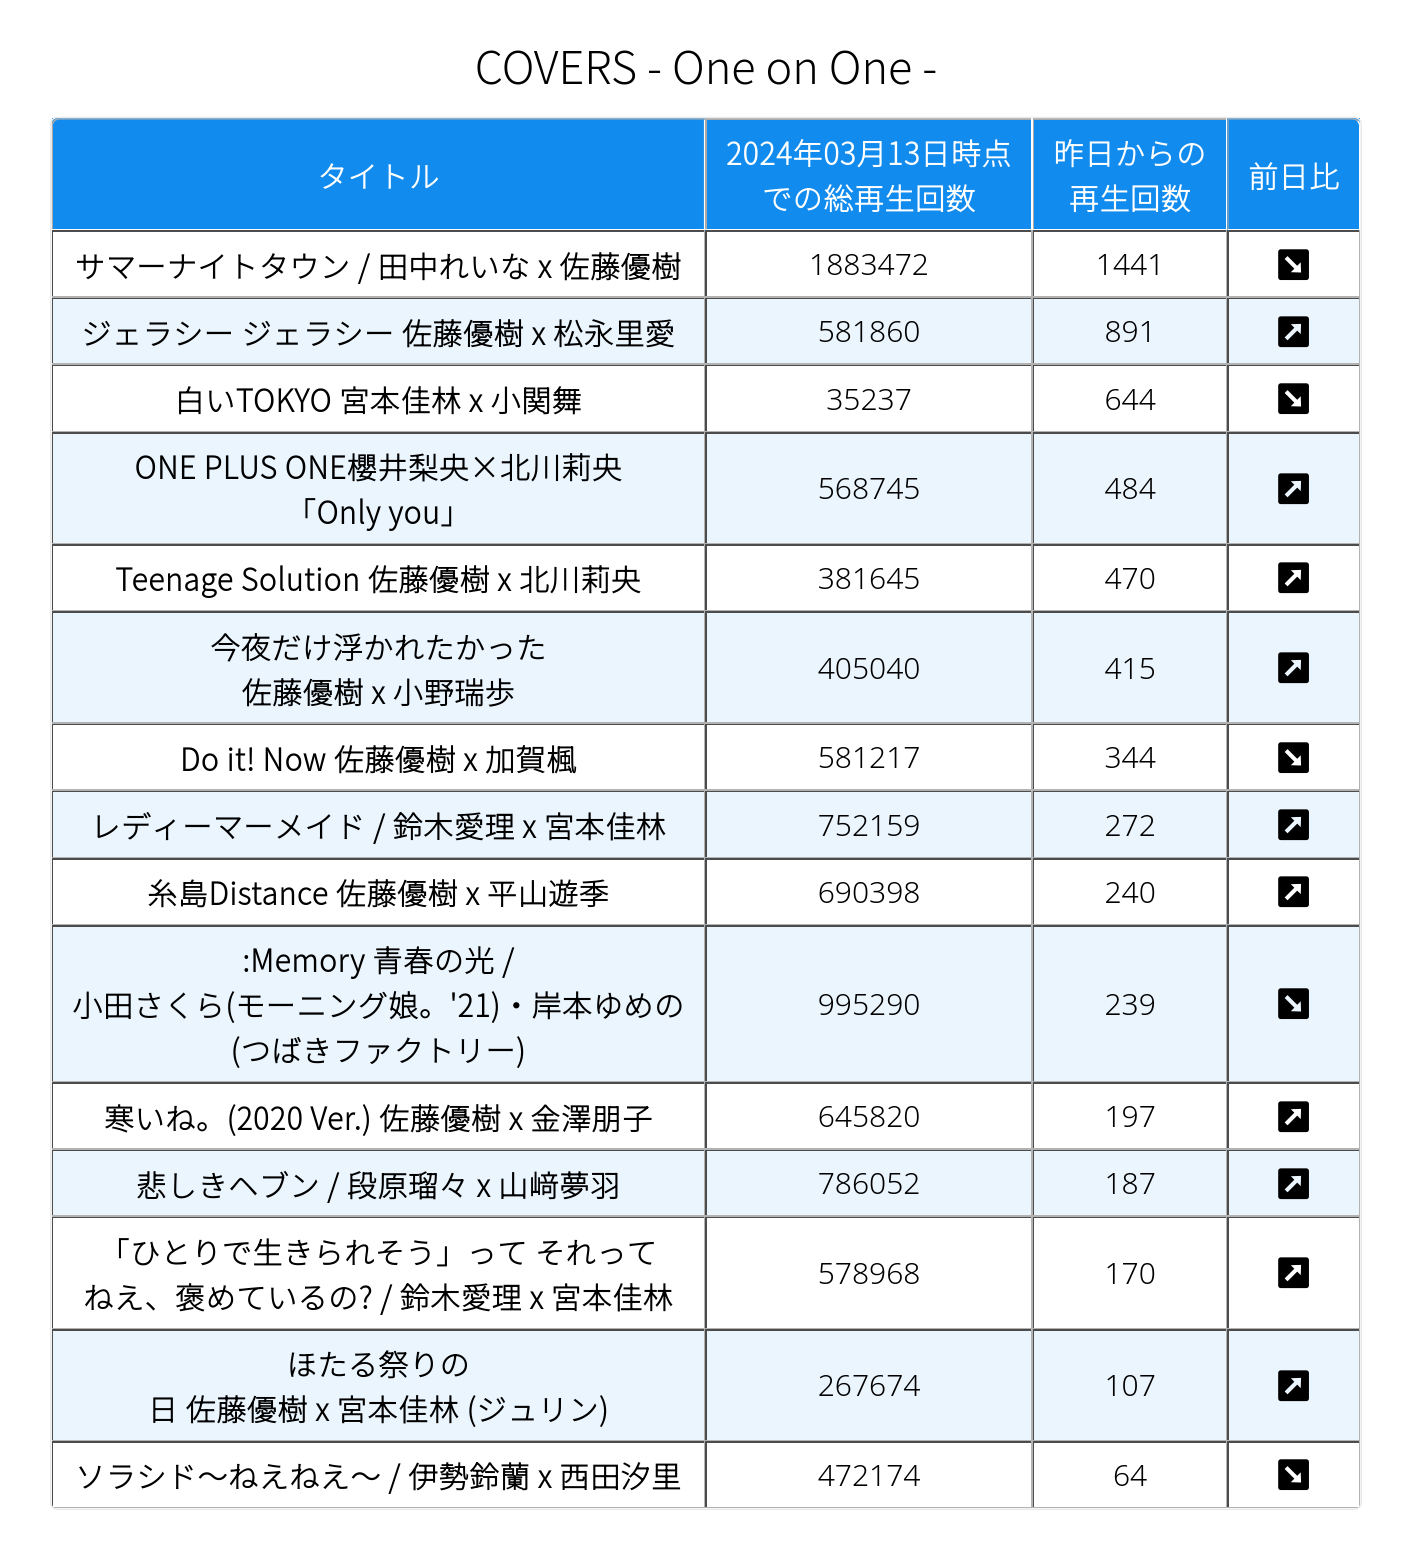 COVERS - One on One -
タイトル
2024年03月13日時点
での総再生回数
昨日からの
再生回数
前日比
サマーナイトタウン / 田中れいな x 佐藤優樹
1883472
1441
ジェラシー ジェラシー 佐藤優樹 x 松永里愛
581860
891
白いTOKYO 宮本佳林 x 小関舞
35237
644
ONE PLUS ONE櫻井梨央×北川莉央
「Only you」
568745
484
Teenage Solution 佐藤優樹 x 北川莉央
381645
470
今夜だけ浮かれたかった
佐藤優樹 x 小野瑞歩
405040
415
Do it! Now 佐藤優樹 x 加賀楓
581217
344
レディーマーメイド / 鈴木愛理 x 宮本佳林
752159
272
糸島Distance 佐藤優樹 x 平山遊季
690398
240
:Memory 青春の光 /
小田さくら(モーニング娘。'21)・岸本ゆめの
(つばきファクトリー)
995290
239
寒いね。(2020 Ver.) 佐藤優樹 x 金澤朋子
645820
197
悲しきヘブン / 段原瑠々 x 山﨑夢羽
786052
187
「ひとりで生きられそう」って それって
ねえ、褒めているの? / 鈴木愛理 x 宮本佳林
578968
170
ほたる祭りの
日 佐藤優樹 x 宮本佳林 (ジュリン)
267674
107
ソラシド～ねえねえ～ / 伊勢鈴蘭 x 西田汐里
472174
64